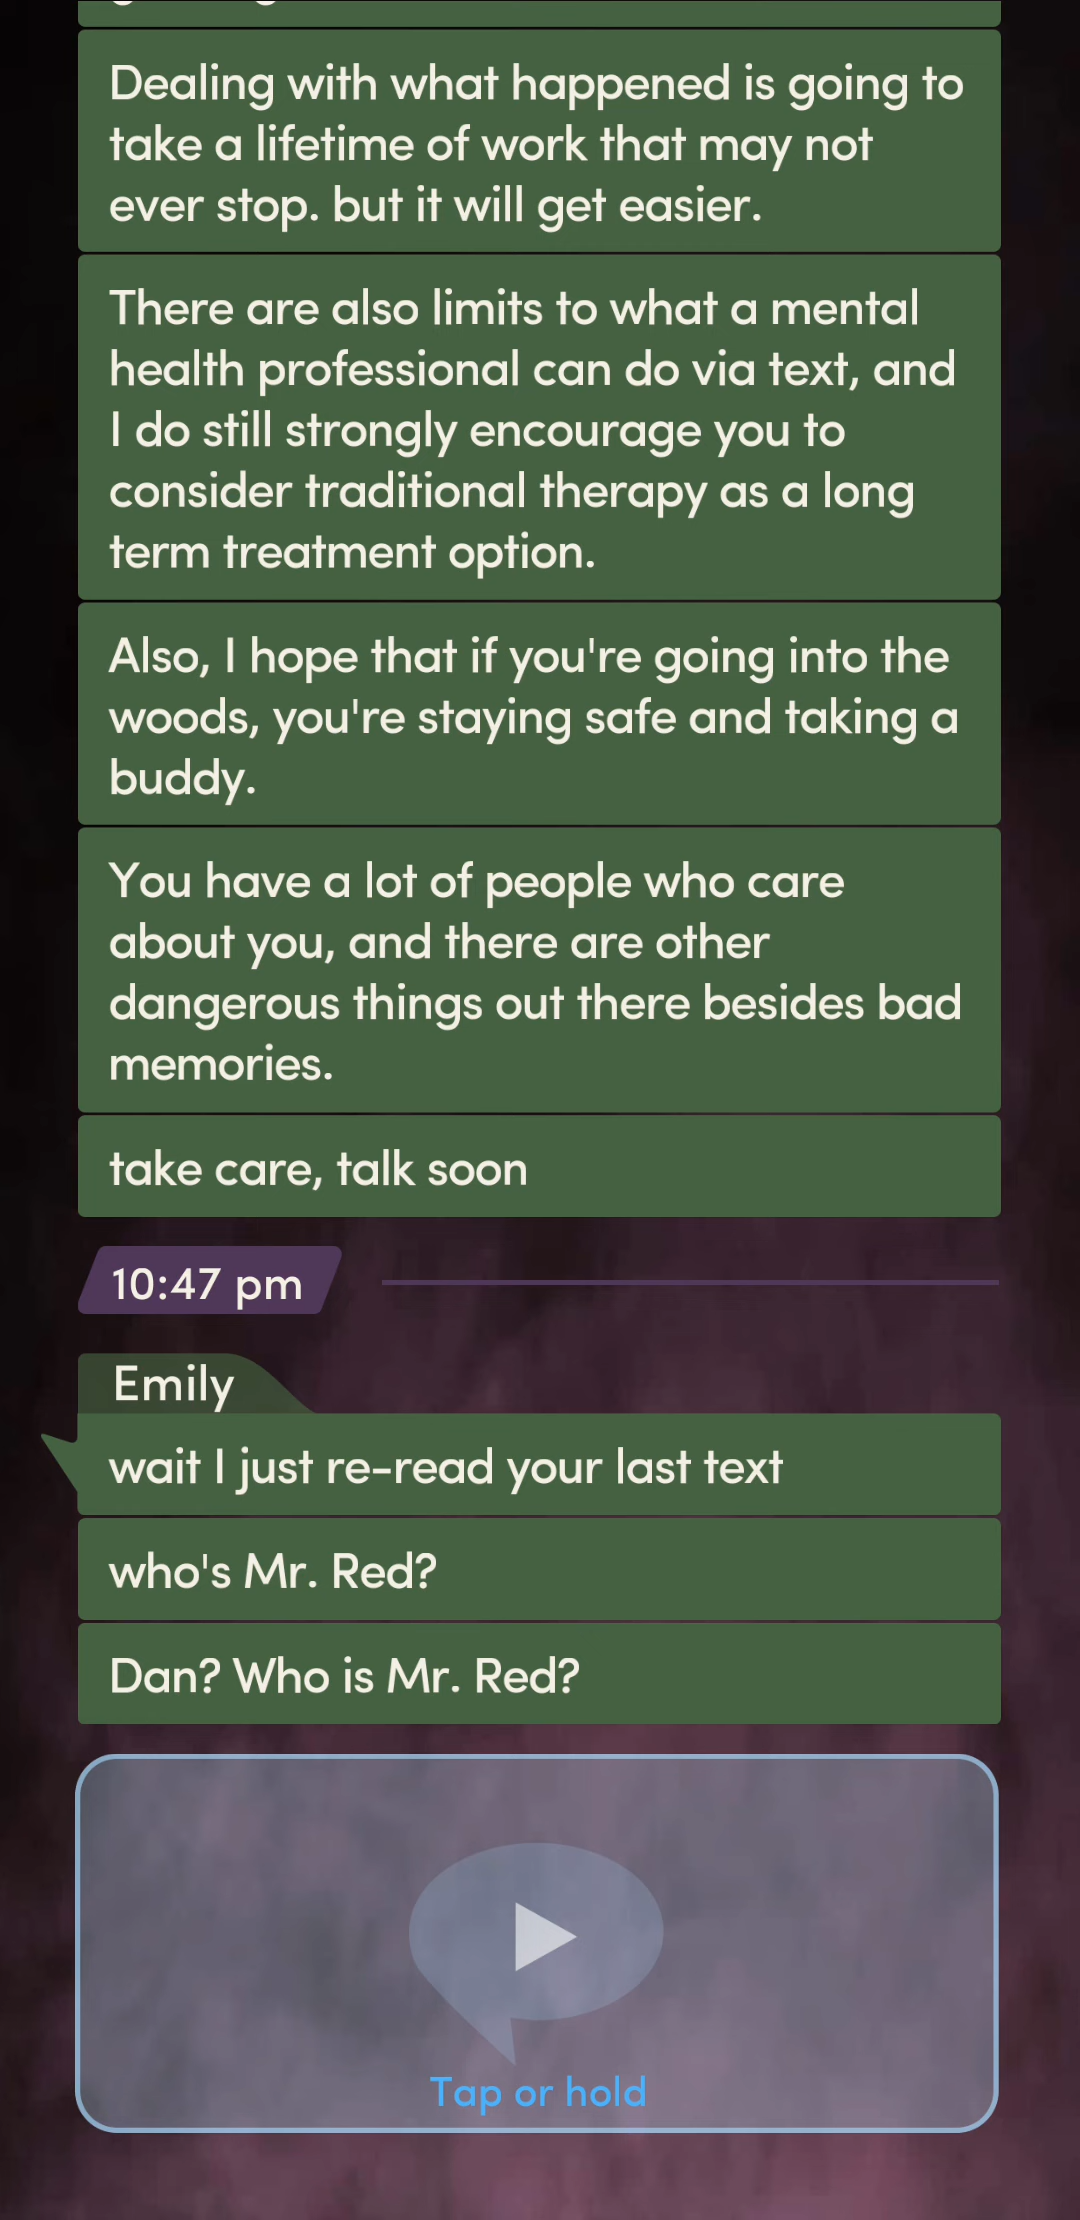 Dealing with what happened is going to
take a lifetime of work that may not
ever stop. but it will get easier.
There are also limits to what a mental
health professional can do via text, and
I do still strongly encourage you to
consider traditional therapy as a long
term treatment option.
Also, I hope that if you're going into the
woods, you're staying safe and taking a
buddy.
You have a lot of people who care
about you, and there are other
dangerous things out there besides bad
memories.
take care, talk soon
10:47 pm
Emily
wait I just re-read your last text
who's Mr. Red?
Dan? Who is Mr. Red?
Tap or hold